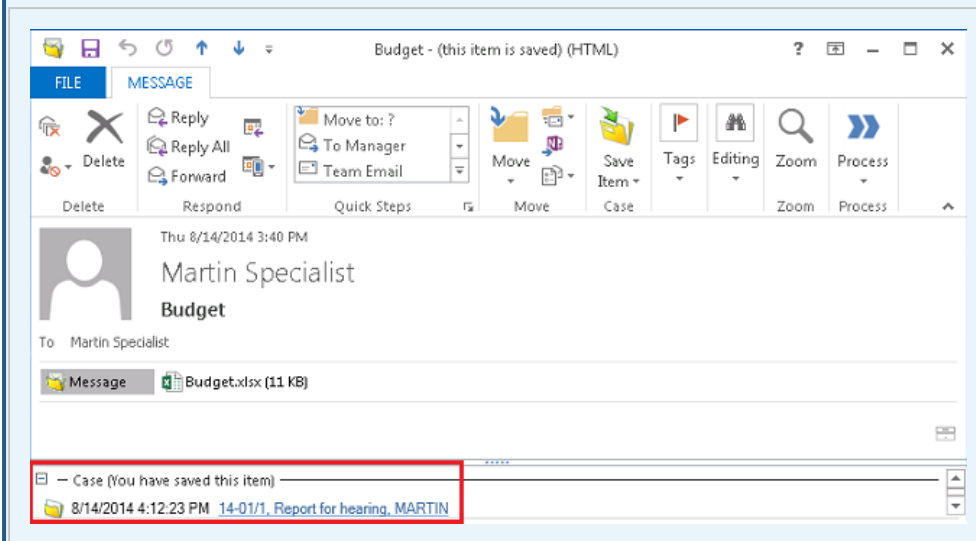 Budget - (this item is saved) (HTML)
?
FILE
MESSAGE
Delete
Reply
Reply All
Forward
Move to: ?
To Manager
Team Email
Move
Save
Item
Tags
Editing
Zoom
Process
Delete
Respond
Quick Steps
Move
Case
Zoom
Process
Thu 8/14/2014 3:40 PM
Martin Specialist
Budget
To Martin Specialist
Message
Budget.xlsx (11 KB)
Case (You have saved this item)
8/14/2014 4:12:23 PM 14-01/1, Report for hearing, MARTIN